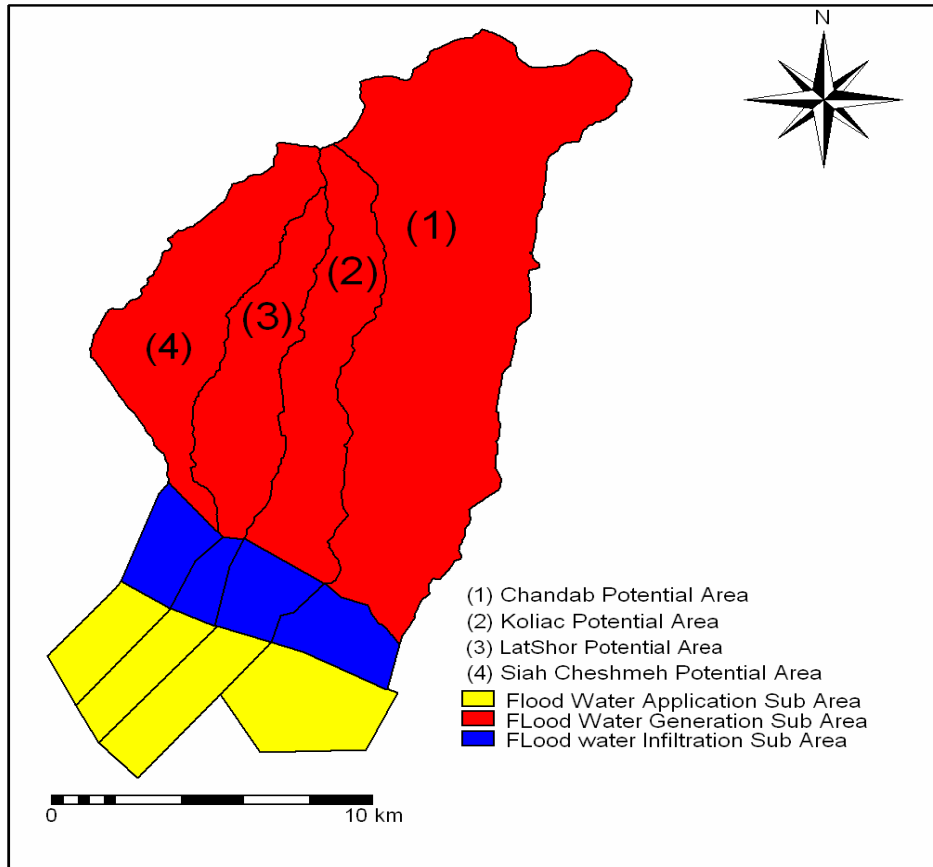 N
(1)
(2)
(3)
(4)
(1) Chandab Potential Area
(2) Koliac Potential Area
(3) LatShor Potential Area
(4) Siah Cheshmeh Potential Area
Flood Water Application Sub Area
FLood Water Generation Sub Area
FLood water Infiltration Sub Area
0 10 km